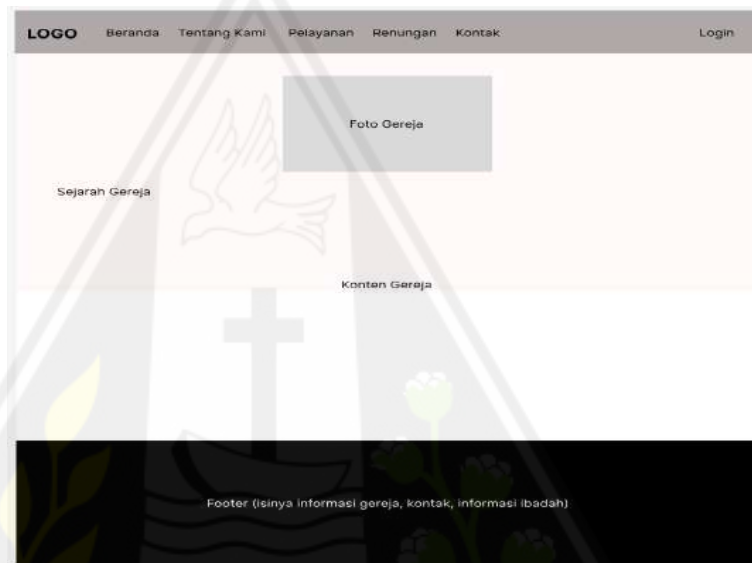 LOGO Beranda Tentang Kami Pelayanan Renungan Kontak Login
Foto Gereja
Sejarah Gereja
Konten Gereja
Footer (isinya informasi gereja, kontak, informasi ibadah)